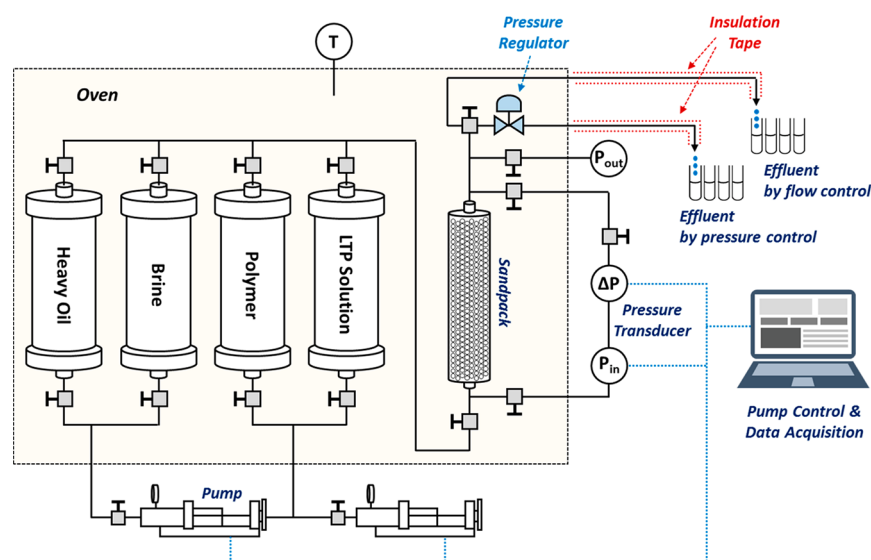 T
Pressure
Regulator
Insulation
Tape
Oven
Pout
Effluent
by flow control
Effluent
by pressure control
Heavy Oil
Brine
Polymer
LTP Solution
Sandpack
ΔP
Pressure
Transducer
Pin
Pump Control &
Data Acquisition
Pump